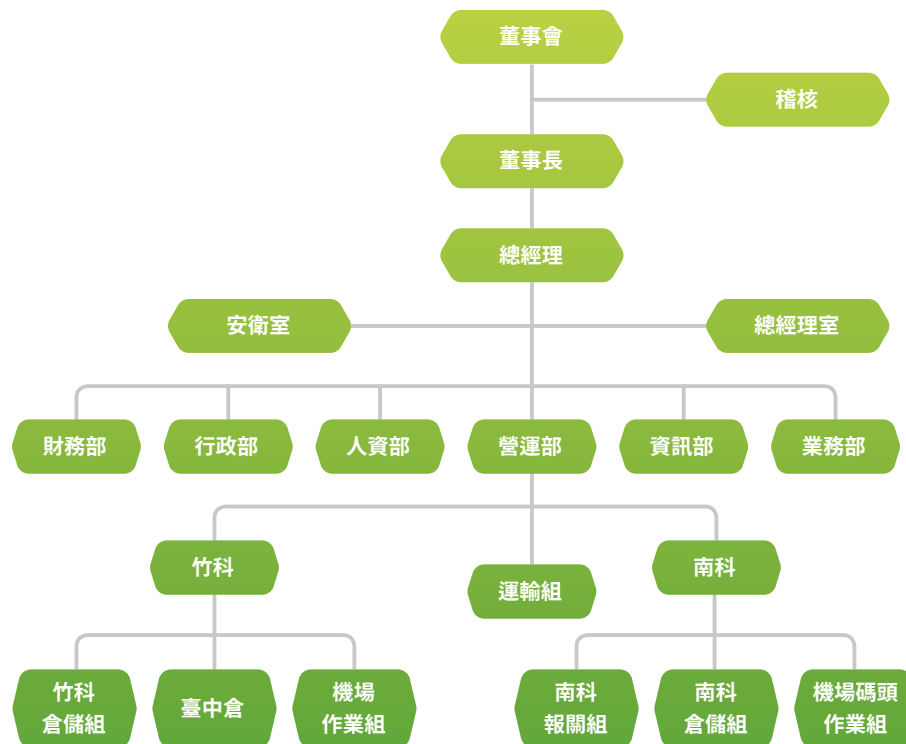 董事會
稽核
董事長
總經理
安衛室
總經理室
財務部
行政部
人資部
營運部
資訊部
業務部
竹科
運輸組
南科
竹科
倉儲組
臺中倉
機場
作業組
南科
報關組
南科
倉儲組
機場碼頭
作業組